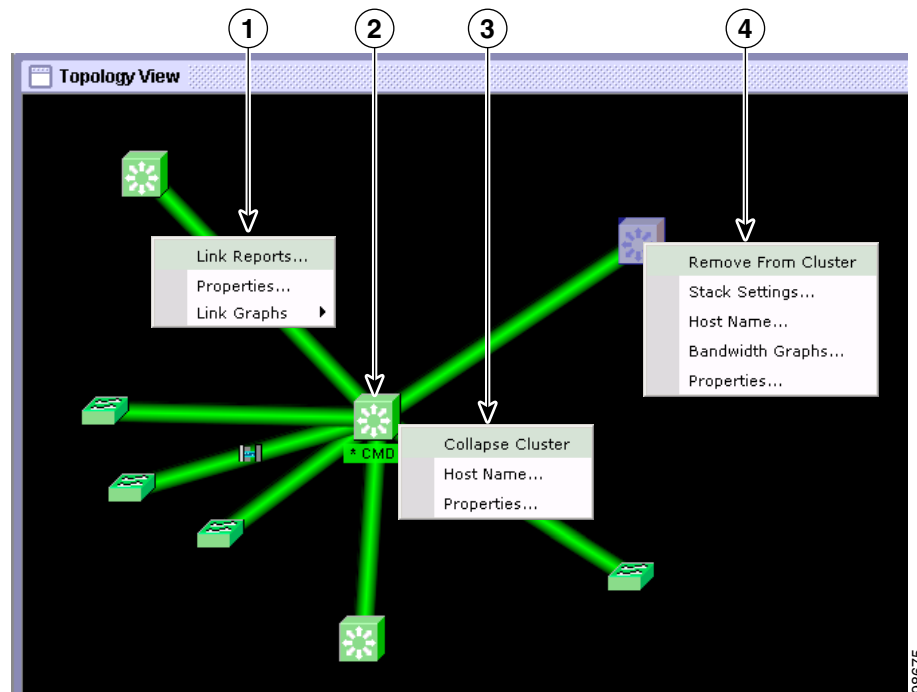 1
2
3
4
Topology View
Link Reports...
Properties...
Link Graphs
Remove From Cluster
Stack Settings...
Host Name...
Bandwidth Graphs...
Properties...
* CMD
Collapse Cluster
Host Name...
Properties...